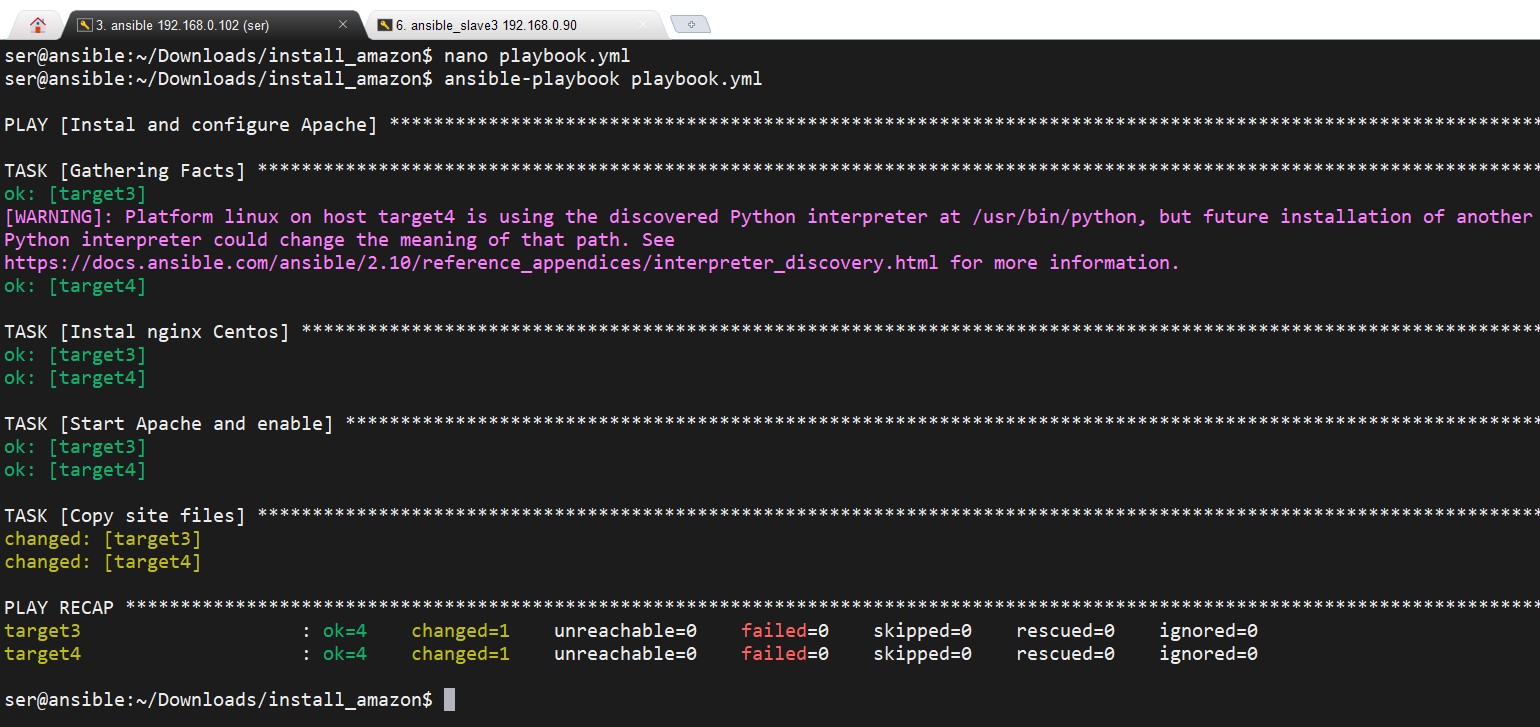 3. ansible 192.168.0.102 (ser)
6. ansible_slave3 192.168.0.90
ser@ansible:~/Downloads/install_amazon$ nano playbook.yml
ser@ansible:~/Downloads/install_amazon$ ansible-playbook playbook.yml
PLAY [Instal and configure Apache] *********************************************************************************************************
TASK [Gathering Facts] *********************************************************************************************************************
ok: [target3]
[WARNING]: Platform linux on host target4 is using the discovered Python interpreter at /usr/bin/python, but future installation of another
Python interpreter could change the meaning of that path. See
https://docs.ansible.com/ansible/2.10/reference_appendices/interpreter_discovery.html for more information.
ok: [target4]
TASK [Instal nginx Centos] *****************************************************************************************************************
ok: [target3]
ok: [target4]
TASK [Start Apache and enable] *************************************************************************************************************
ok: [target3]
ok: [target4]
TASK [Copy site files] *********************************************************************************************************************
changed: [target3]
changed: [target4]
PLAY RECAP *********************************************************************************************************************************
target3 : ok=4 changed=1 unreachable=0 failed=0 skipped=0 rescued=0 ignored=0
target4 : ok=4 changed=1 unreachable=0 failed=0 skipped=0 rescued=0 ignored=0
ser@ansible:~/Downloads/install_amazon$